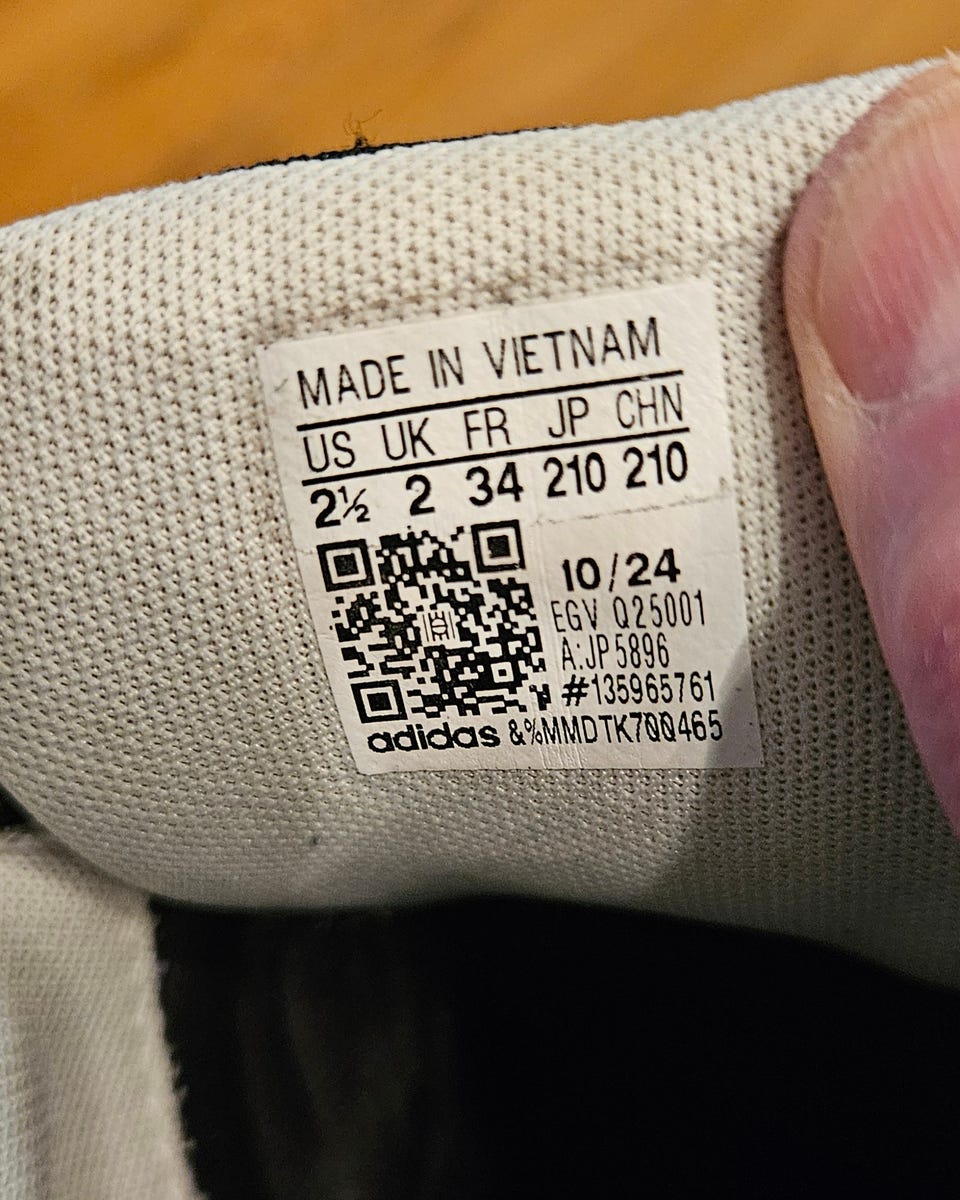 MADE IN VIETNAM
US UK FR JP CHN
2½ 2 34 210 210
10/24
EGV Q25001
A:JP5896
#135965761
adidas &%MMDTK700465